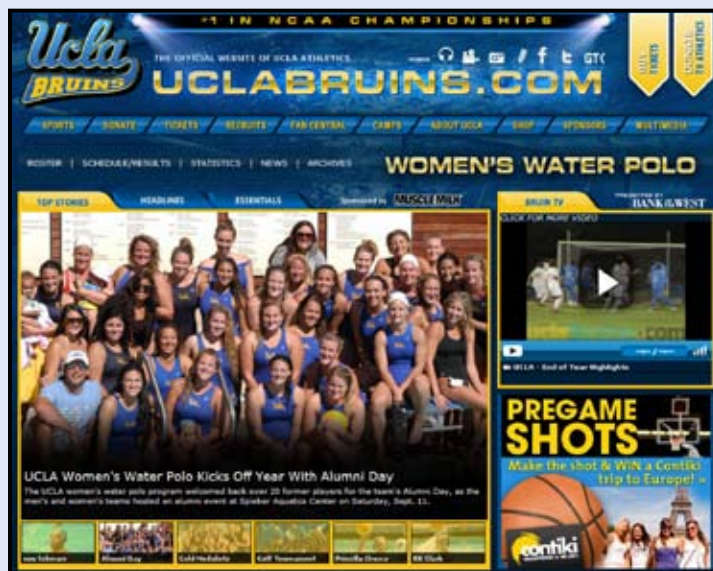 #1 IN NCAA CHAMPIONSHIPS
Ucla
BRUINS
THE OFFICIAL WEBSITE OF UCLA ATHLETICS
UCLABRUINS.COM
TICKETS
SPORTS
DONATE
TICKETS
RECRUITS
FAN CENTRAL
CAMPS
ABOUT UCLA
SHOP
SPONSORS
MULTIMEDIA
ROSTER | SCHEDULE/RESULTS | STATISTICS | NEWS | ARCHIVES
WOMEN'S WATER POLO
TOP STORIES
HEADLINES
ESSENTIALS
Sponsored by MUSCLE MILK
BRUIN TV
PRESENTED BY
BANK OF THE WEST
CLICK FOR MORE VIDEO
UCLA - End of Year Highlights
UCLA Women's Water Polo Kicks Off Year With Alumni Day
The UCLA women's water polo program welcomed back over 20 former players for the team's Alumni Day, as the
men's and women's teams hosted an alumni event at Spieker Aquatics Center on Saturday, Sept. 11.
Alumni Day
Gold Medalists
Golf Tournament
PREGAME
SHOTS
Make the shot & WIN a Contiki
trip to Europe! »
contiki